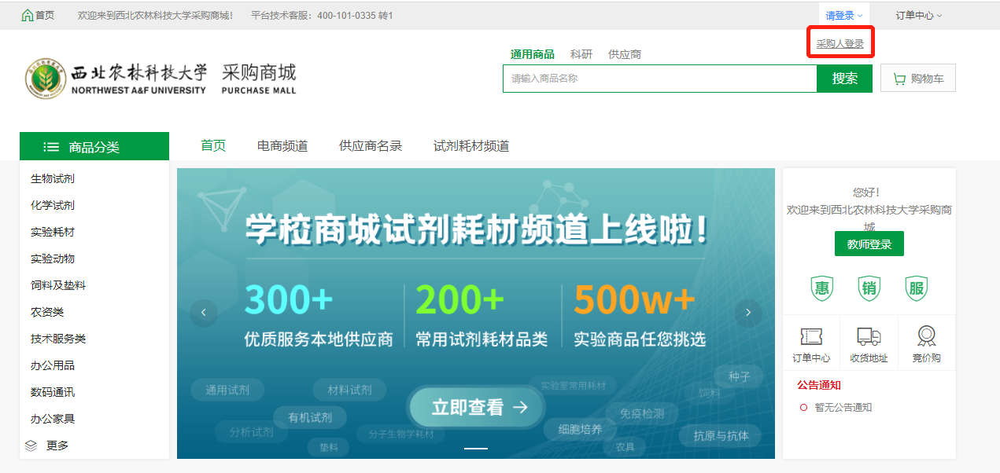 首页 欢迎来到西北农林科技大学采购商城! 平台技术客服：400-101-0335 转1 请登录 订单中心
采购人登录
西北农林科技大学 采购商城
NORTHWEST A&F UNIVERSITY PURCHASE MALL
通用商品 科研 供应商
请输入商品名称 搜索 购物车
商品分类 首页 电商频道 供应商名录 试剂耗材频道
生物试剂
化学试剂
实验耗材
实验动物
饲料及垫料
农资类
技术服务类
办公用品
数码通讯
办公家具
更多
学校商城试剂耗材频道上线啦!
300+ 200+ 500w+
优质服务本地供应商 常用试剂耗材品类 实验商品任您挑选
通用试剂 材料试剂 实验室常用耗材 饲料 种子
有机试剂 立即查看 免疫检测
分析试剂 分子生物学耗材 细胞培养 抗原与抗体
垫料 农具
您好!
欢迎来到西北农林科技大学采购商
城
教师登录
惠 销 服
订单中心 收货地址 竞价购
公告通知
暂无公告通知